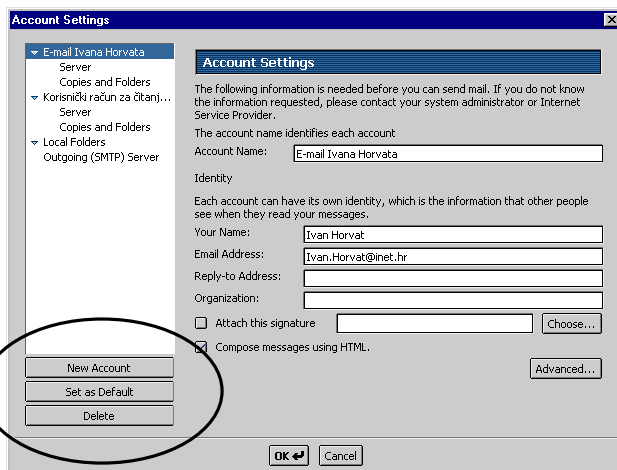 Account Settings
E-mail Ivana Horvata
Server
Copies and Folders
Korisnički račun za čitanj...
Server
Copies and Folders
Local Folders
Outgoing (SMTP) Server
New Account
Set as Default
Delete
Account Settings
The following information is needed before you can send mail. If you do not know
the information requested, please contact your system administrator or Internet
Service Provider.
The account name identifies each account
Account Name: E-mail Ivana Horvata
Identity
Each account can have its own identity, which is the information that other people
see when they read your messages.
Your Name: Ivan Horvat
Email Address: Ivan.Horvat@inet.hr
Reply-to Address:
Organization:
Attach this signature Choose...
Compose messages using HTML.
Advanced...
OK Cancel